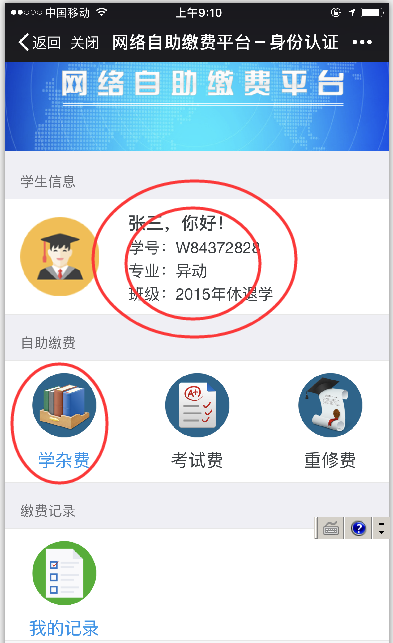 中国移动 上午9:10
返回 关闭 网络自助缴费平台－身份认证
网络自助缴费平台
学生信息
张三，你好！
学号：W84372828
专业：异动
班级：2015年休退学
自助缴费
A+
学杂费 考试费 重修费
缴费记录
我的记录